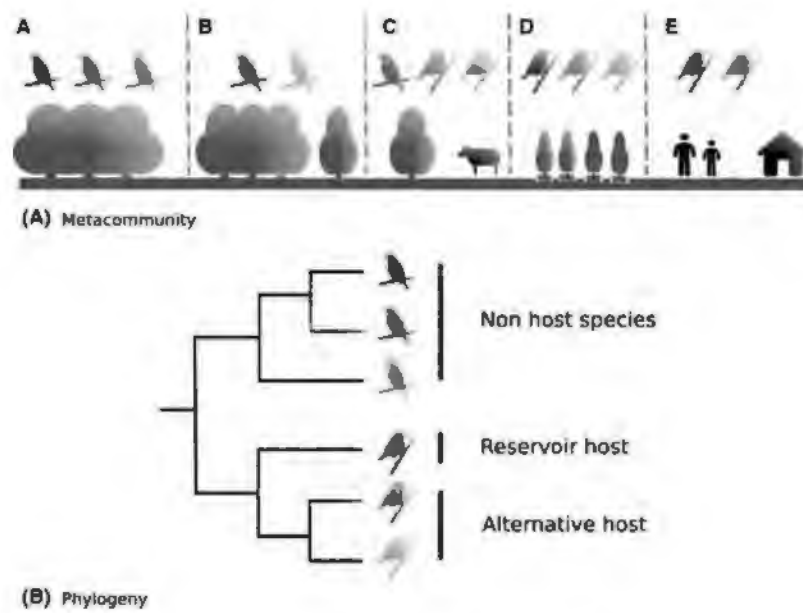 A B C D E
(A) Metacommunity
Non host species
Reservoir host
Alternative host
(B) Phylogeny